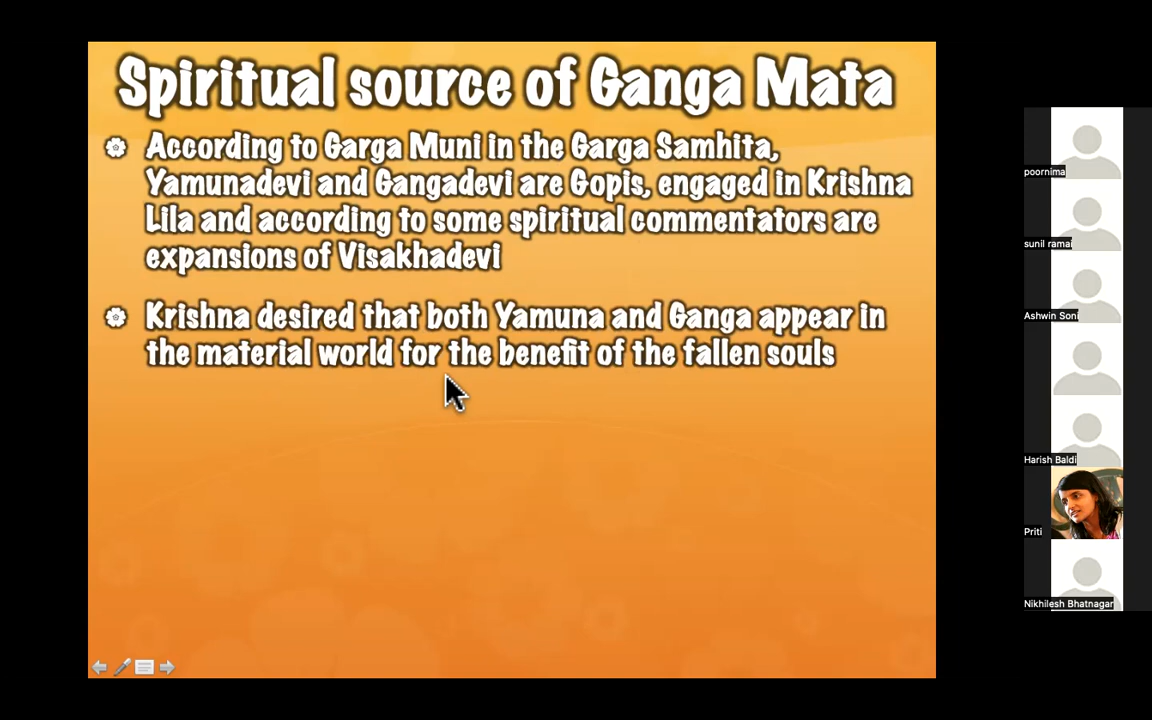 Spiritual source of Ganga Mata
According to Garga Muni in the Garga Samhita,
Yamunadevi and Gangadevi are Gopis, engaged in Krishna
Lila and according to some spiritual commentators are
expansions of Visakhadevi
Krishna desired that both Yamuna and Ganga appear in
the material world for the benefit of the fallen souls
poornima
sunil ramai
Ashwin Soni
Harish Baldi
Priti
Nikhilesh Bhatnagar